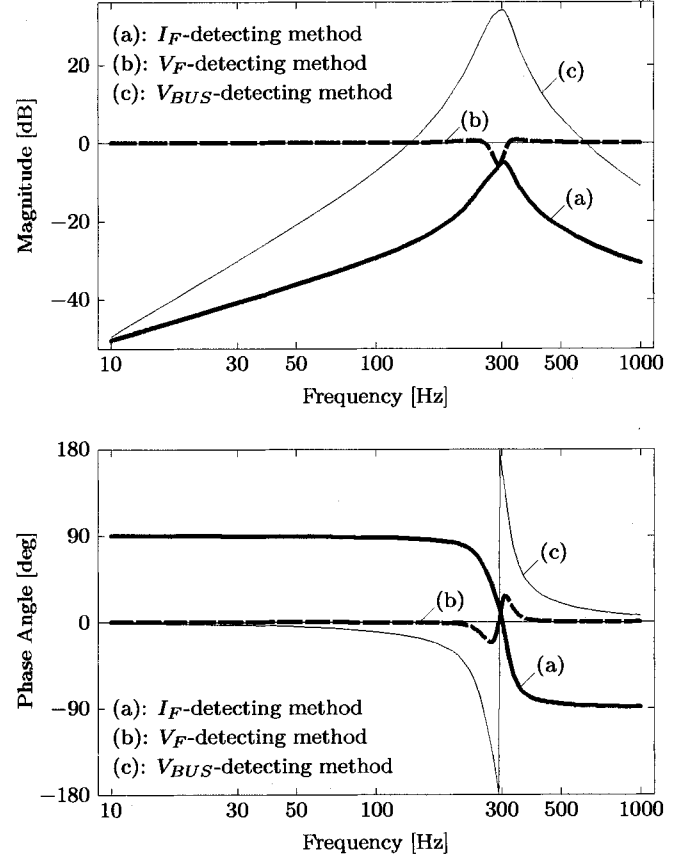 (a): I_F-detecting method
(b): V_F-detecting method
(c): V_BUS-detecting method
Magnitude [dB]
20
0
−20
−40
(c)
(b)
(a)
10 30 50 100 300 500 1000
Frequency [Hz]
Phase Angle [deg]
180
90
0
−90
−180
(c)
(b)
(a)
(a): I_F-detecting method
(b): V_F-detecting method
(c): V_BUS-detecting method
10 30 50 100 300 500 1000
Frequency [Hz]